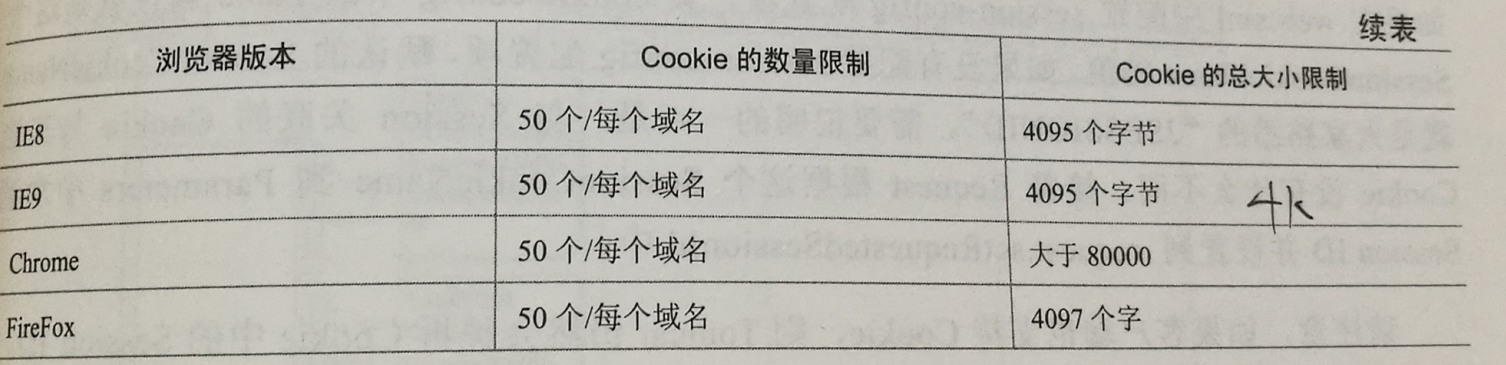 续表
浏览器版本 Cookie 的数量限制 Cookie 的总大小限制
IE8 50 个/每个域名 4095 个字节
IE9 50 个/每个域名 4095 个字节 4k
Chrome 50 个/每个域名 大于 80000
FireFox 50 个/每个域名 4097 个字